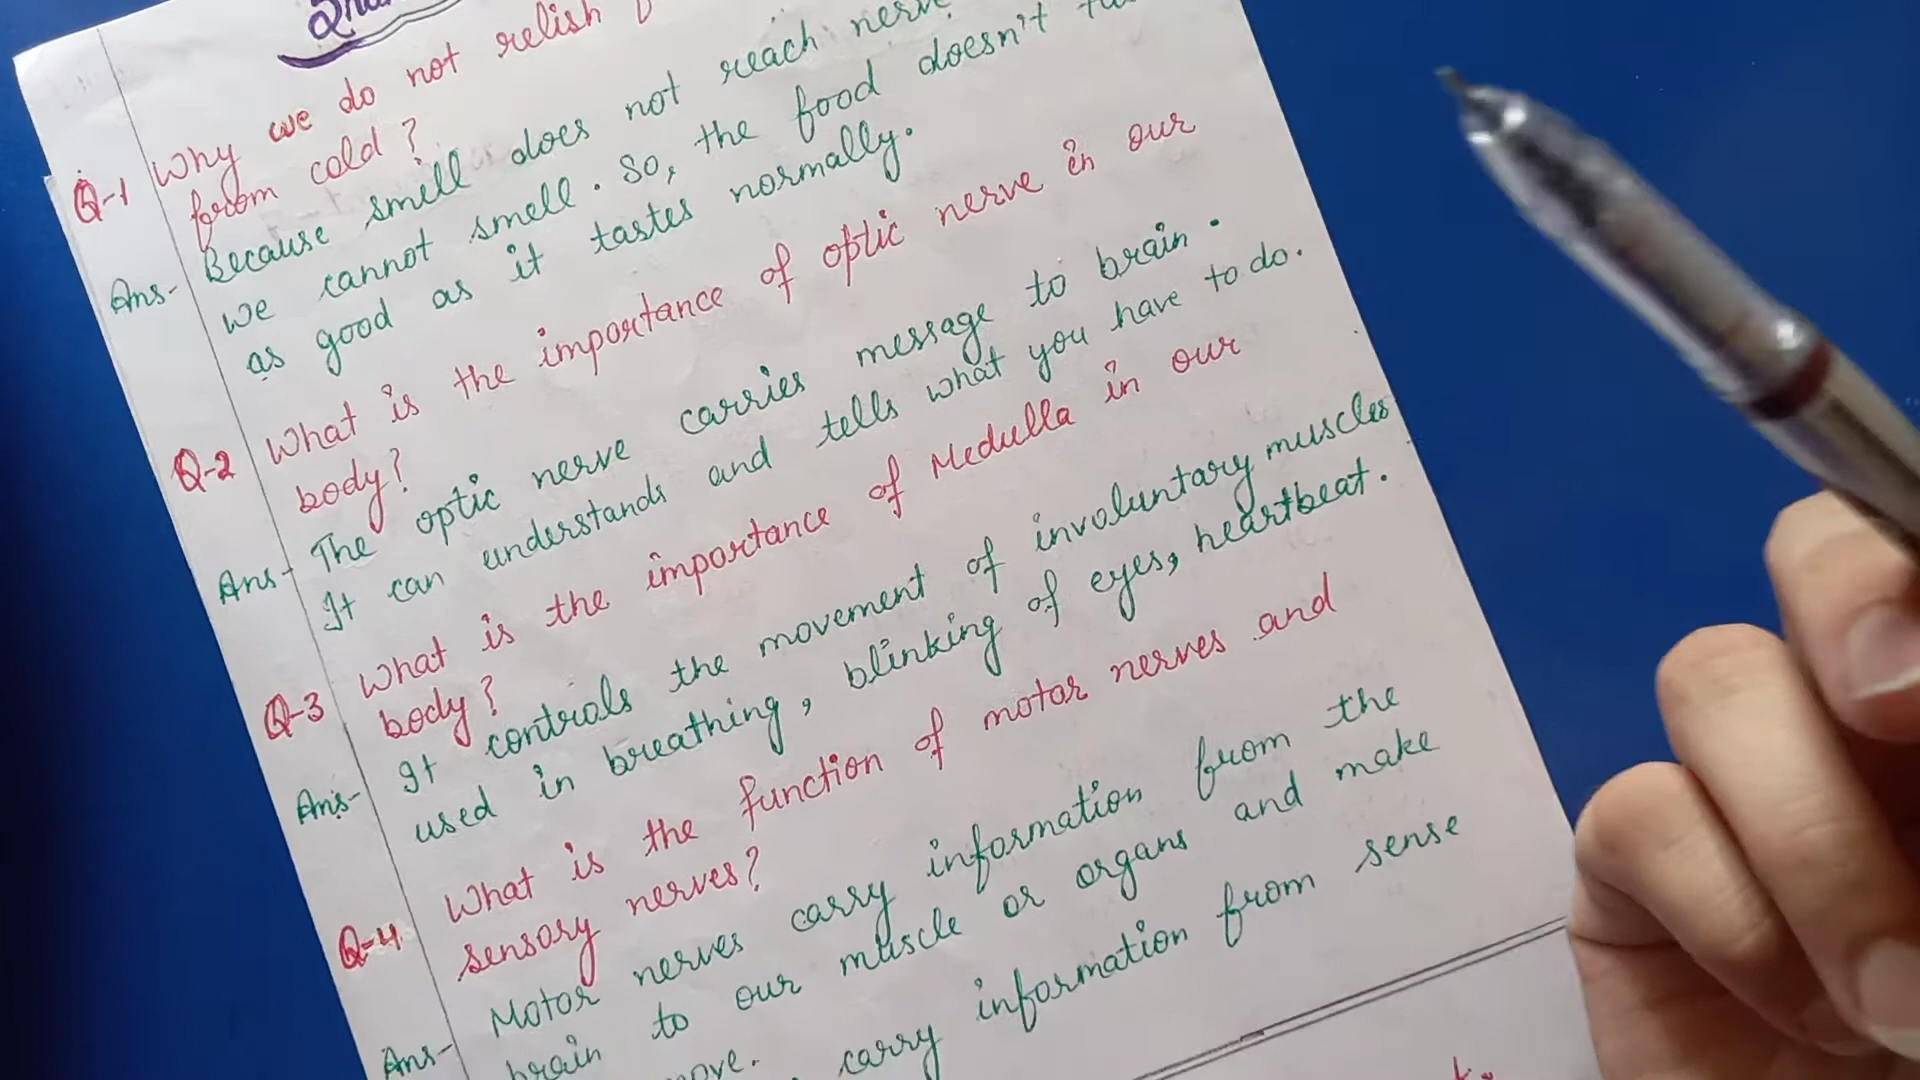 Q-1 Why we do not relish
from cold ?
Ans- Because smell does not reach nerve.
we cannot smell. So, the food doesn't
as good as it tastes normally.
Q-2 What is the importance of optic nerve in our
body?
Ans- The optic nerve carries message to brain.
It can understands and tells what you have to do.
Q-3 What is the importance of Medulla in our
body?
Ans- It controls the movement of involuntary muscles
used in breathing, blinking of eyes, heartbeat.
Q-4. What is the function of motor nerves and
sensory nerves?
Ans- Motor nerves carry information from the
brain to our muscle or organs and make
carry information from sense